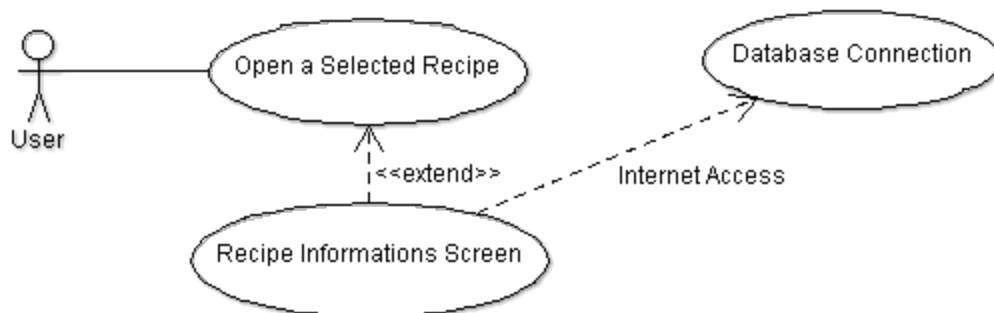 Open a Selected Recipe
Database Connection
User
<<extend>>
Internet Access
Recipe Informations Screen